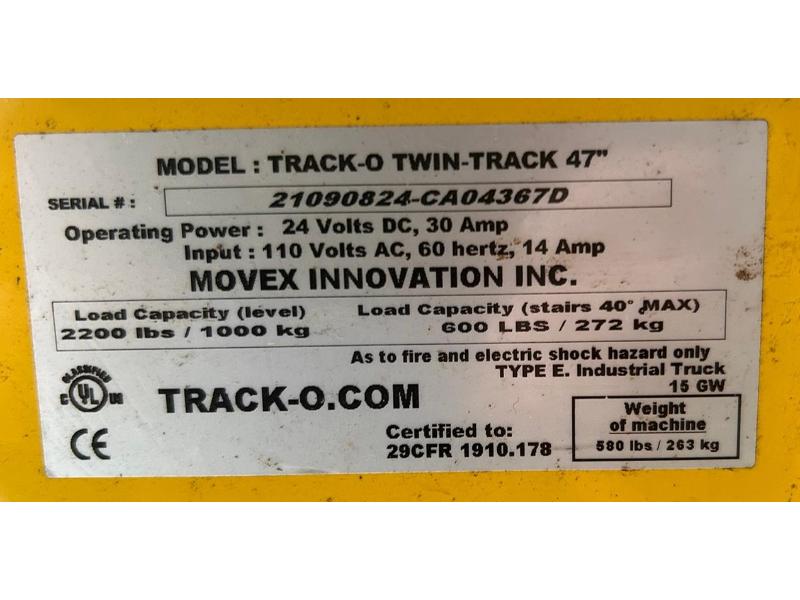 MODEL : TRACK-O TWIN-TRACK 47"
SERIAL # : 21090824-CA04367D
Operating Power : 24 Volts DC, 30 Amp
Input : 110 Volts AC, 60 hertz, 14 Amp
MOVEX INNOVATION INC.
Load Capacity (level) Load Capacity (stairs 40° MAX)
2200 lbs / 1000 kg 600 LBS / 272 kg
As to fire and electric shock hazard only
TYPE E. Industrial Truck
15 GW
CLASSIFIED
C UL US
TRACK-O.COM
CE
Certified to:
29CFR 1910.178
Weight
of machine
580 lbs / 263 kg